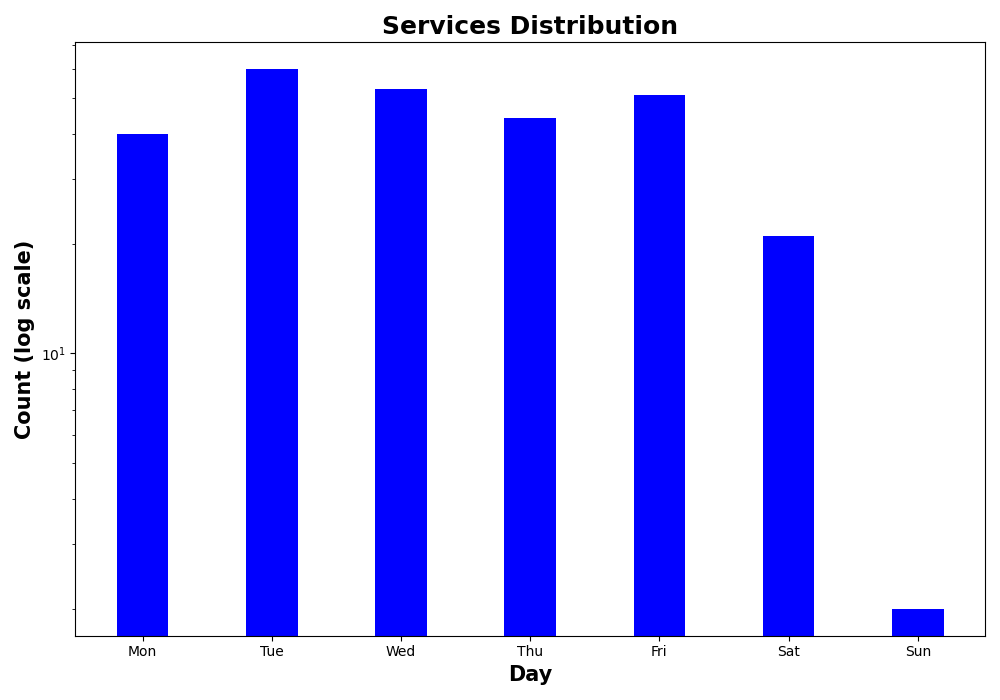 Services Distribution
Count (log scale)
10¹
Mon Tue Wed Thu Fri Sat Sun
Day